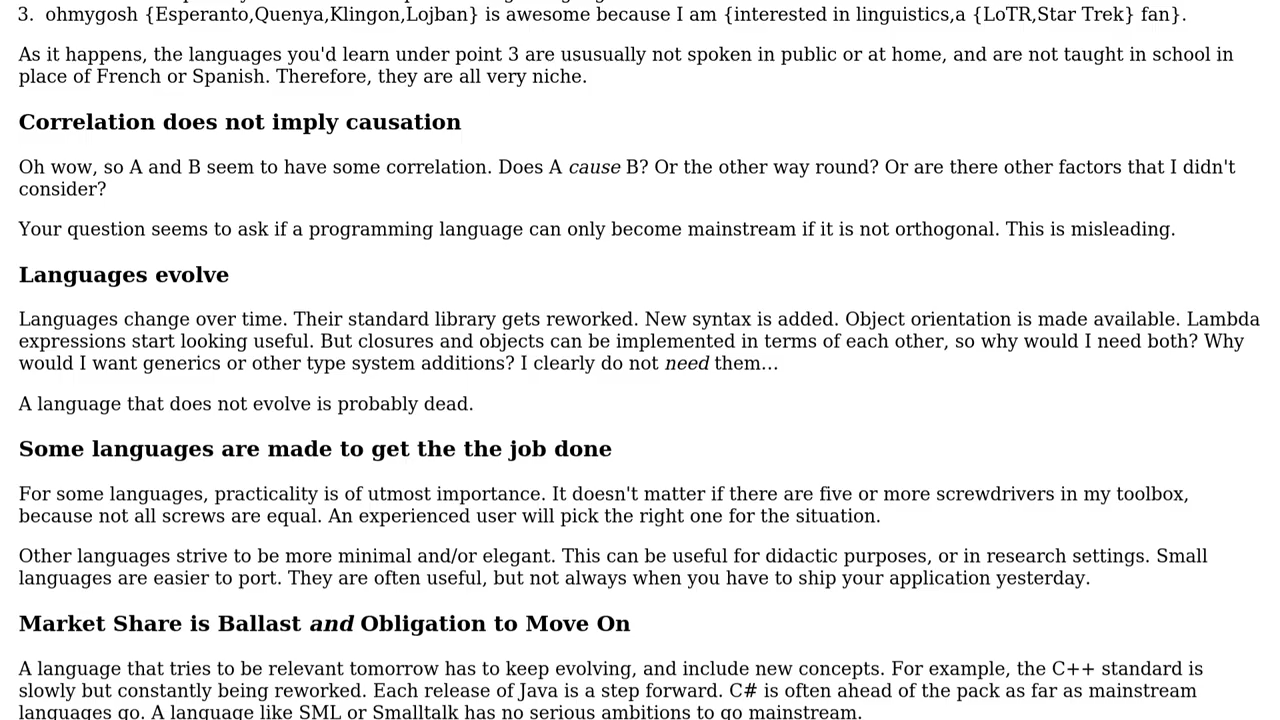 3. ohmygosh {Esperanto,Quenya,Klingon,Lojban} is awesome because I am {interested in linguistics,a {LoTR,Star Trek} fan}.
As it happens, the languages you'd learn under point 3 are ususually not spoken in public or at home, and are not taught in school in
place of French or Spanish. Therefore, they are all very niche.
Correlation does not imply causation
Oh wow, so A and B seem to have some correlation. Does A cause B? Or the other way round? Or are there other factors that I didn't
consider?
Your question seems to ask if a programming language can only become mainstream if it is not orthogonal. This is misleading.
Languages evolve
Languages change over time. Their standard library gets reworked. New syntax is added. Object orientation is made available. Lambda
expressions start looking useful. But closures and objects can be implemented in terms of each other, so why would I need both? Why
would I want generics or other type system additions? I clearly do not need them…
A language that does not evolve is probably dead.
Some languages are made to get the the job done
For some languages, practicality is of utmost importance. It doesn't matter if there are five or more screwdrivers in my toolbox,
because not all screws are equal. An experienced user will pick the right one for the situation.
Other languages strive to be more minimal and/or elegant. This can be useful for didactic purposes, or in research settings. Small
languages are easier to port. They are often useful, but not always when you have to ship your application yesterday.
Market Share is Ballast and Obligation to Move On
A language that tries to be relevant tomorrow has to keep evolving, and include new concepts. For example, the C++ standard is
slowly but constantly being reworked. Each release of Java is a step forward. C# is often ahead of the pack as far as mainstream
languages go. A language like SML or Smalltalk has no serious ambitions to go mainstream.